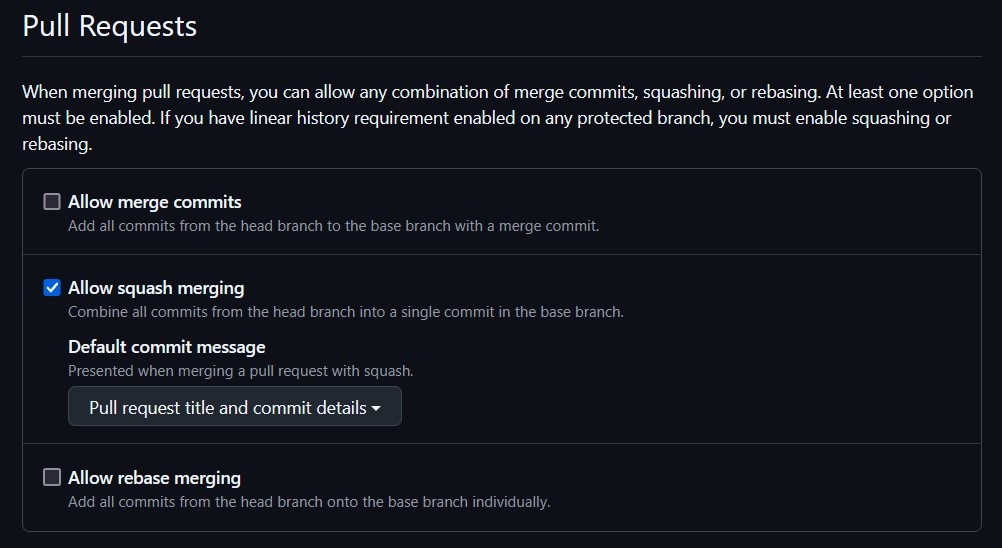 Pull Requests
When merging pull requests, you can allow any combination of merge commits, squashing, or rebasing. At least one option
must be enabled. If you have linear history requirement enabled on any protected branch, you must enable squashing or
rebasing.
Allow merge commits
Add all commits from the head branch to the base branch with a merge commit.
Allow squash merging
Combine all commits from the head branch into a single commit in the base branch.
Default commit message
Presented when merging a pull request with squash.
Pull request title and commit details
Allow rebase merging
Add all commits from the head branch onto the base branch individually.